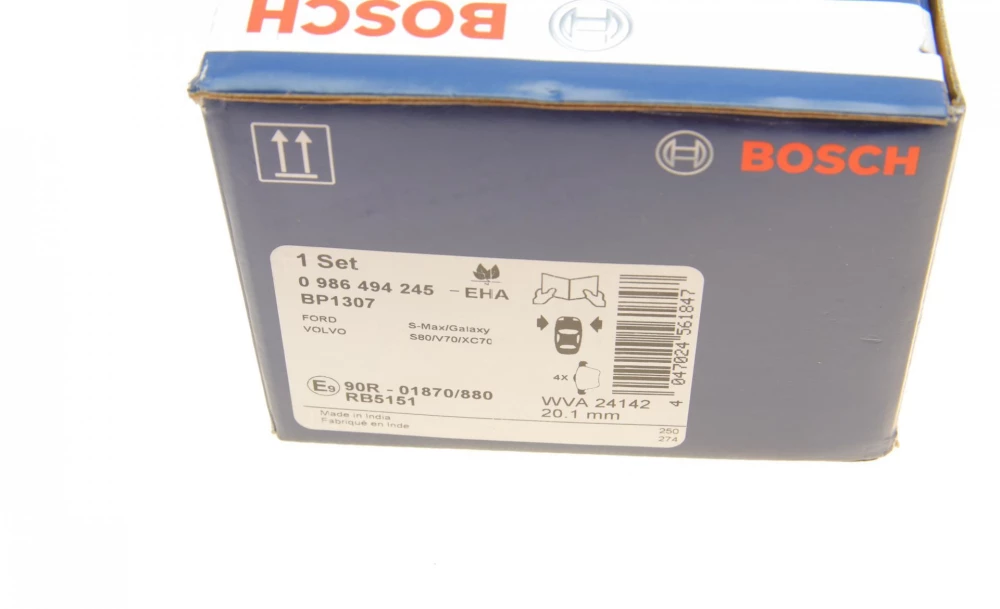 BOSCH
BOSCH
1 Set
0 986 494 245 - EHA
BP1307
FORD S-Max/Galaxy
VOLVO S80/V70/XC70
4X
E9 90R - 01870/880
RB5151
WVA 24142
20.1 mm
4 047024 561847
Made in India
Fabriqué en Inde
250
274